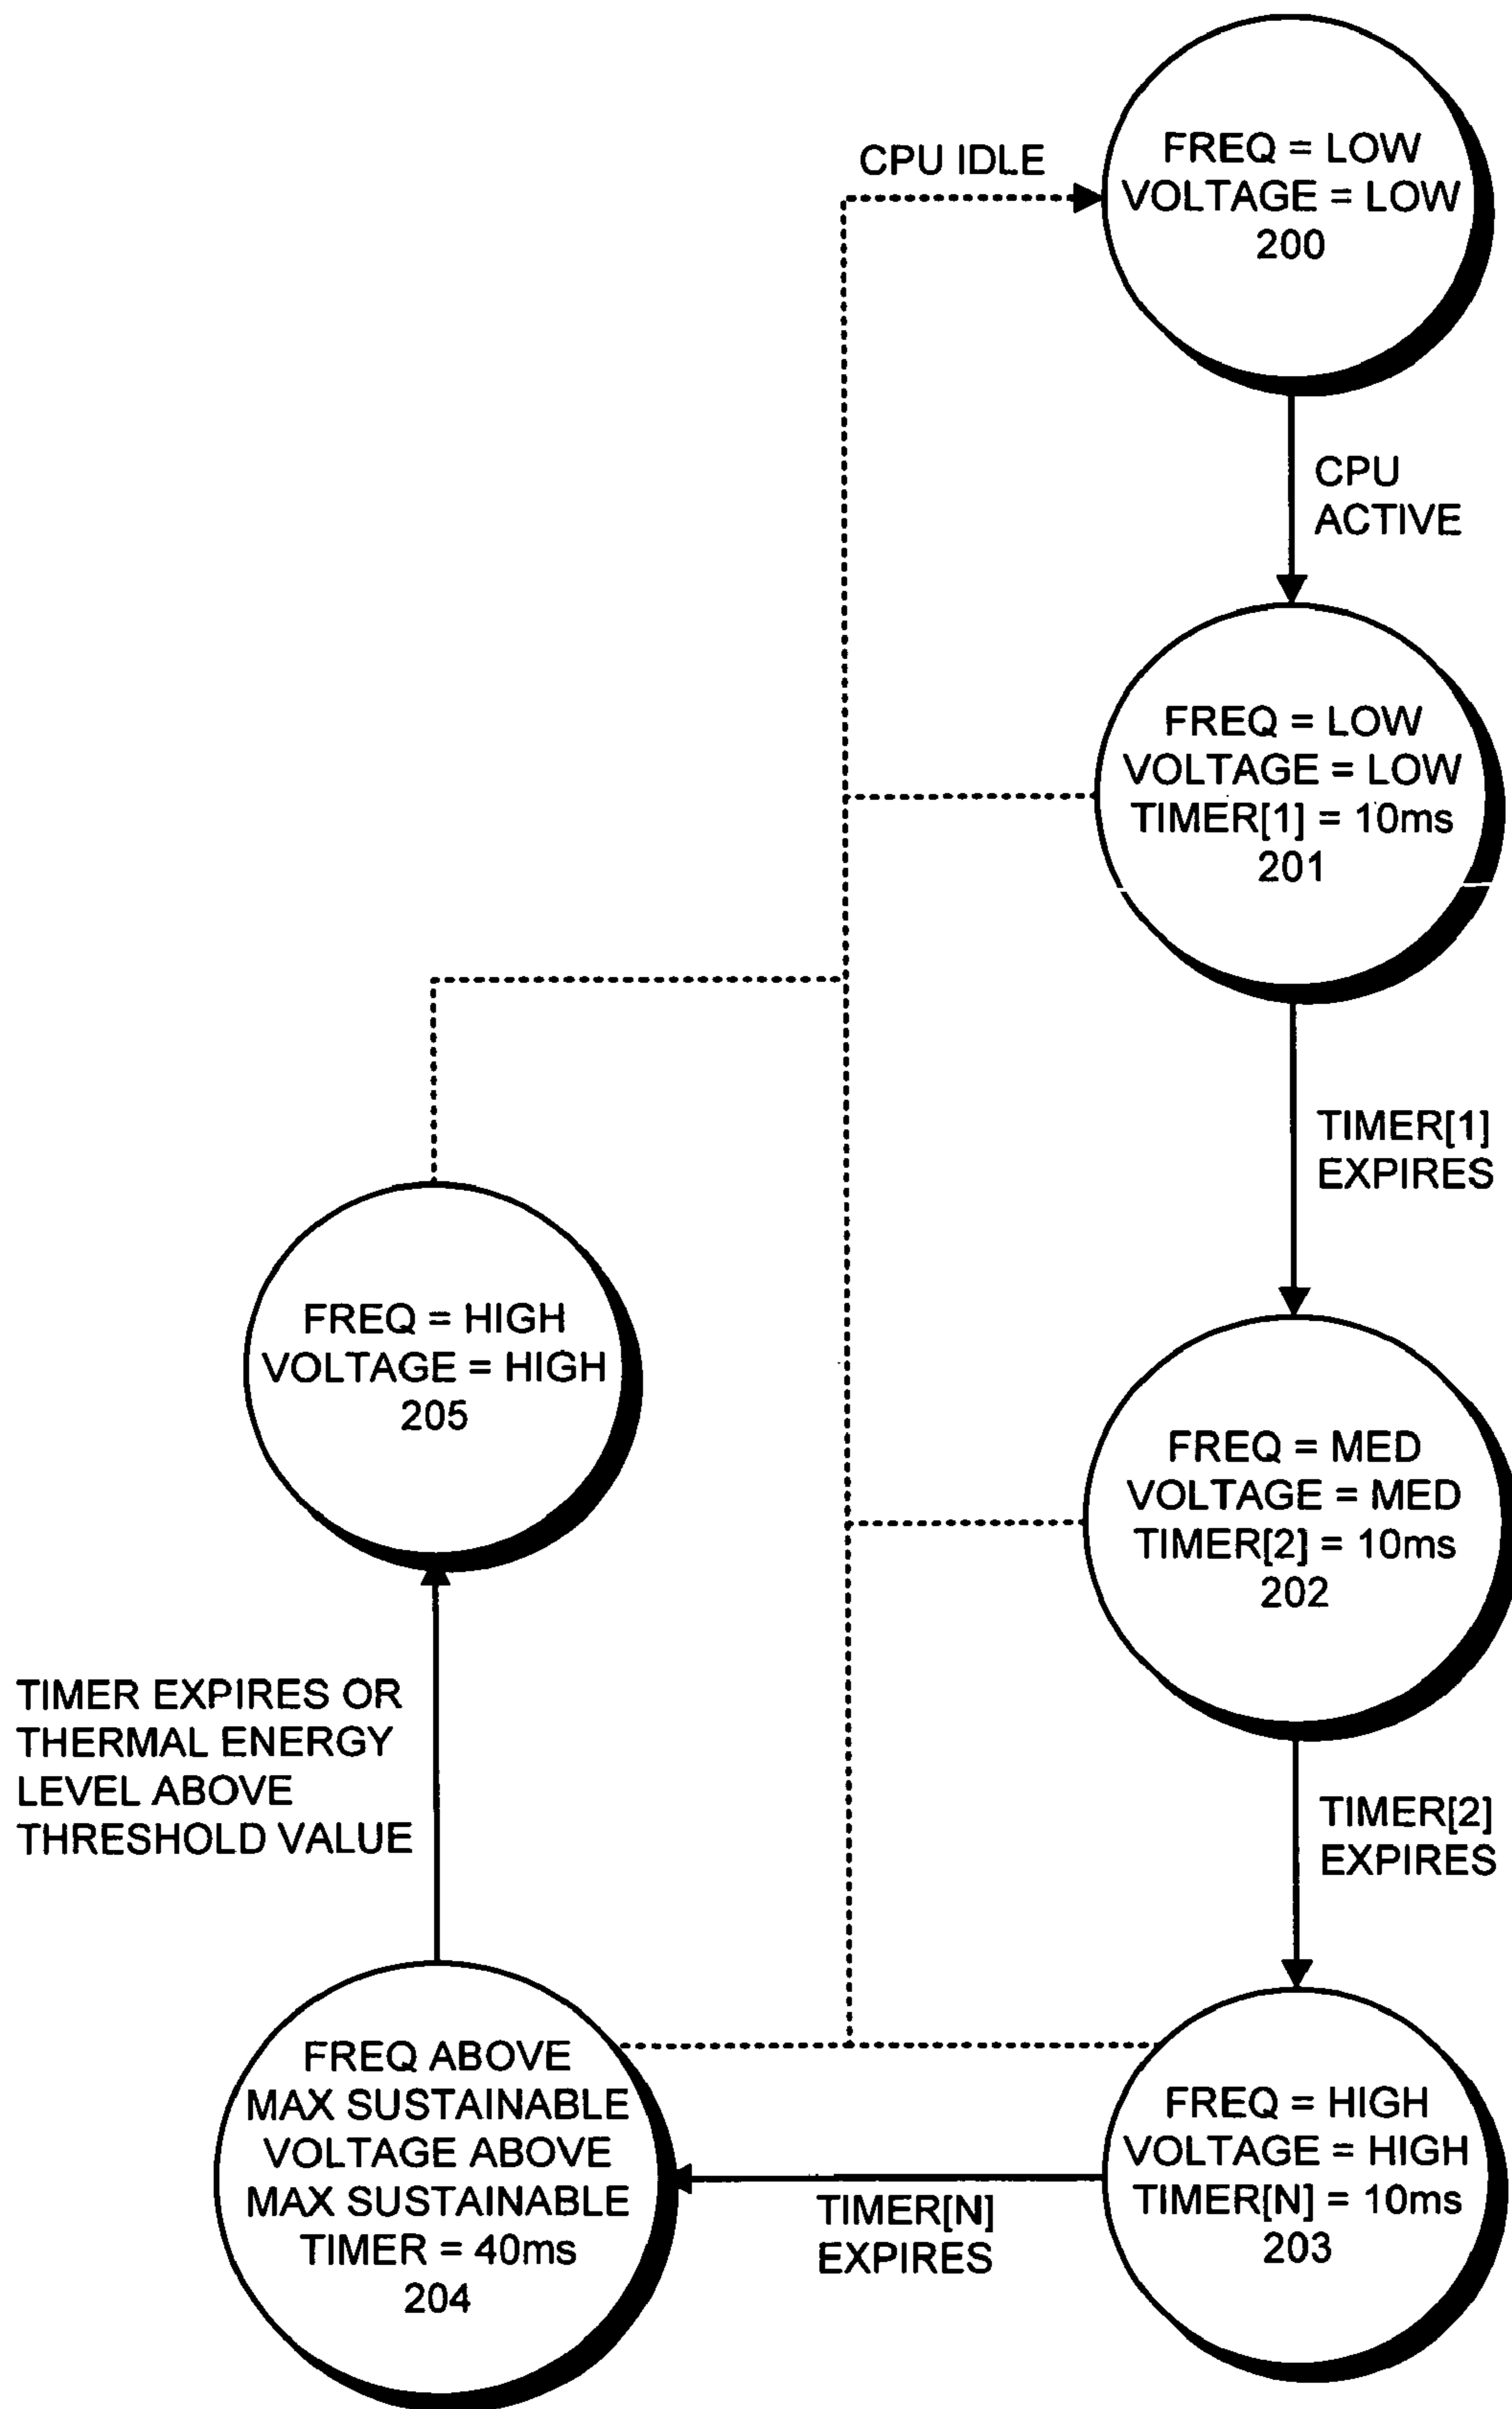 CPU IDLE
FREQ = LOW
VOLTAGE = LOW
200
CPU
ACTIVE
FREQ = LOW
VOLTAGE = LOW
TIMER[1] = 10ms
201
TIMER[1]
EXPIRES
FREQ = HIGH
VOLTAGE = HIGH
205
FREQ = MED
VOLTAGE = MED
TIMER[2] = 10ms
202
TIMER EXPIRES OR
THERMAL ENERGY
LEVEL ABOVE
THRESHOLD VALUE
TIMER[2]
EXPIRES
FREQ ABOVE
MAX SUSTAINABLE
VOLTAGE ABOVE
MAX SUSTAINABLE
TIMER = 40ms
204
TIMER[N]
EXPIRES
FREQ = HIGH
VOLTAGE = HIGH
TIMER[N] = 10ms
203